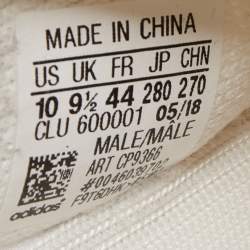 MADE IN CHINA
US UK FR JP CHN
10 9½ 44 280 270
CLU 600001 05/18
MALE/MÂLE
ART CP9366
adidas